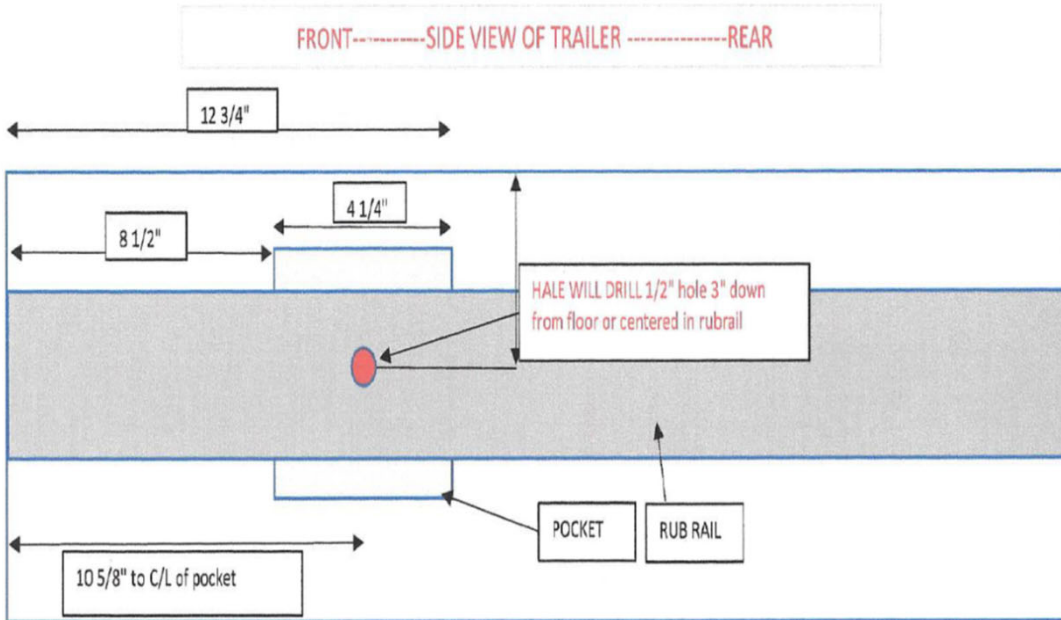 FRONT----------SIDE VIEW OF TRAILER --------------REAR
12 3/4"
4 1/4"
8 1/2"
HALE WILL DRILL 1/2" hole 3" down
from floor or centered in rubrail
POCKET
RUB RAIL
10 5/8" to C/L of pocket